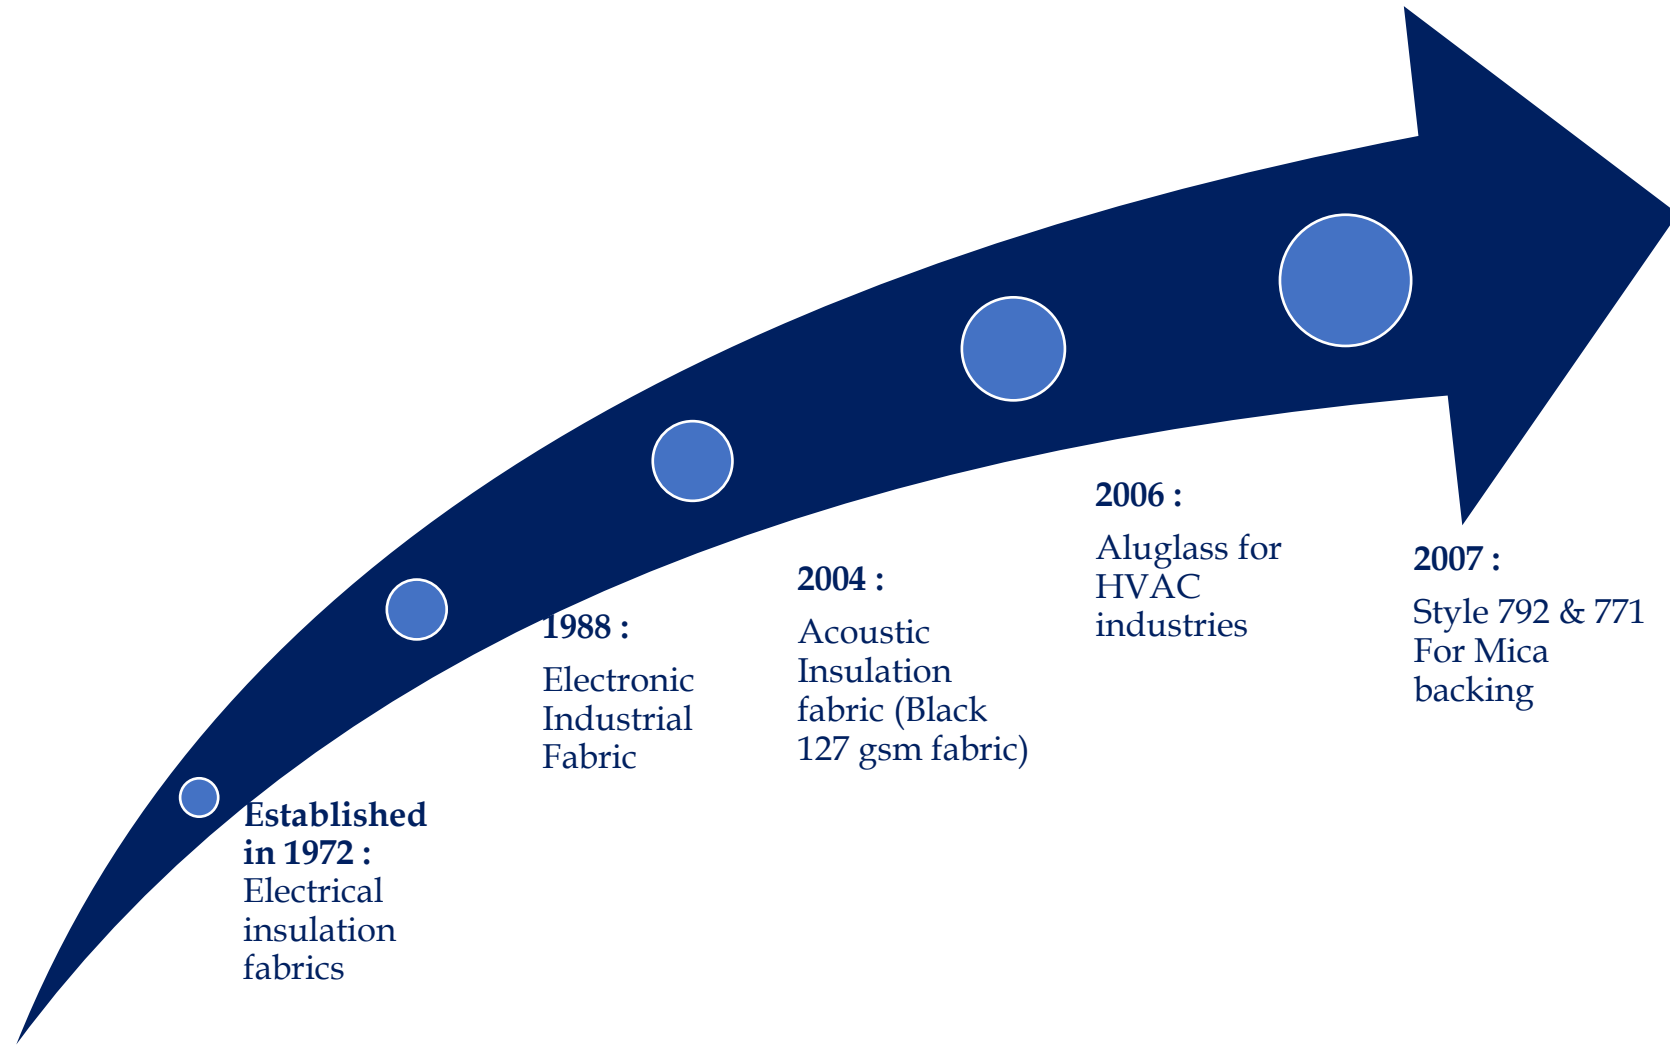 Established
in 1972 :
Electrical
insulation
fabrics
1988 :
Electronic
Industrial
Fabric
2004 :
Acoustic
Insulation
fabric (Black
127 gsm fabric)
2006 :
Aluglass for
HVAC
industries
2007 :
Style 792 & 771
For Mica
backing